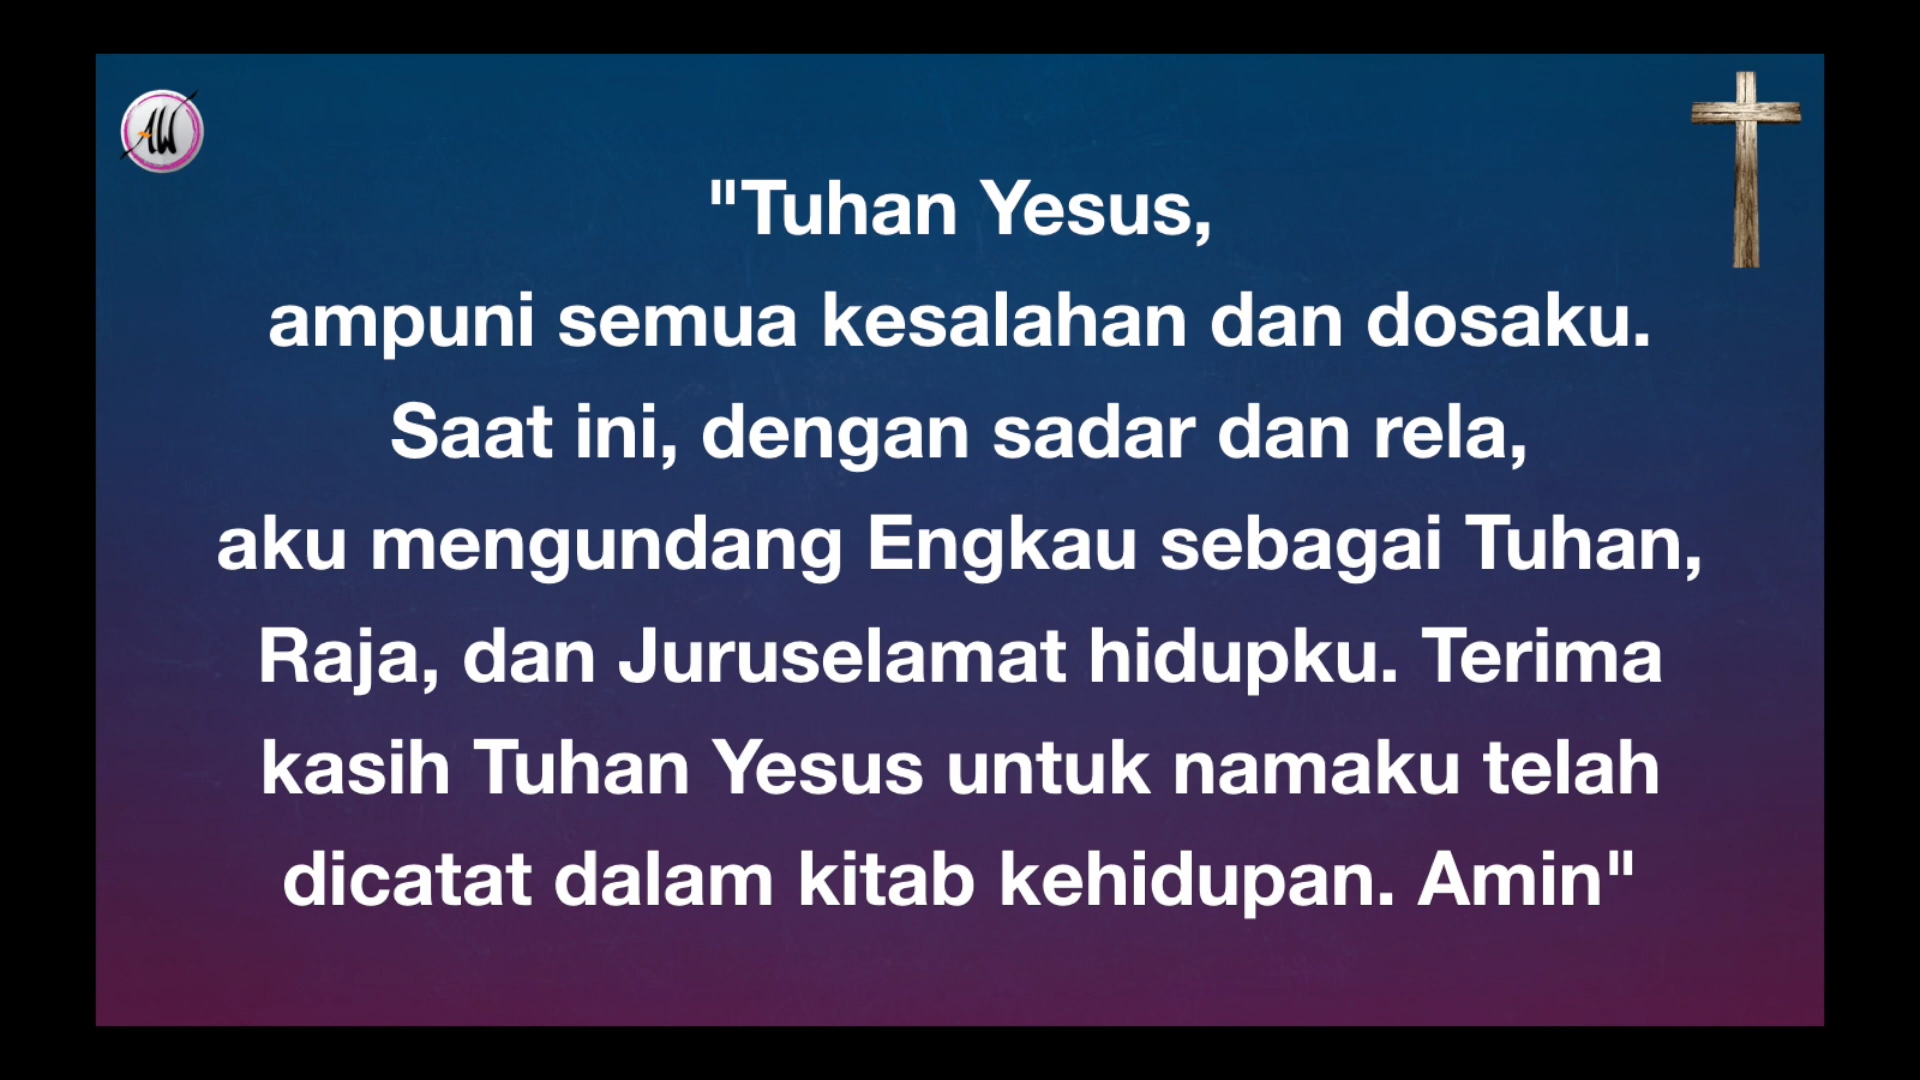 AW
"Tuhan Yesus,
ampuni semua kesalahan dan dosaku.
Saat ini, dengan sadar dan rela,
aku mengundang Engkau sebagai Tuhan,
Raja, dan Juruselamat hidupku. Terima
kasih Tuhan Yesus untuk namaku telah
dicatat dalam kitab kehidupan. Amin"